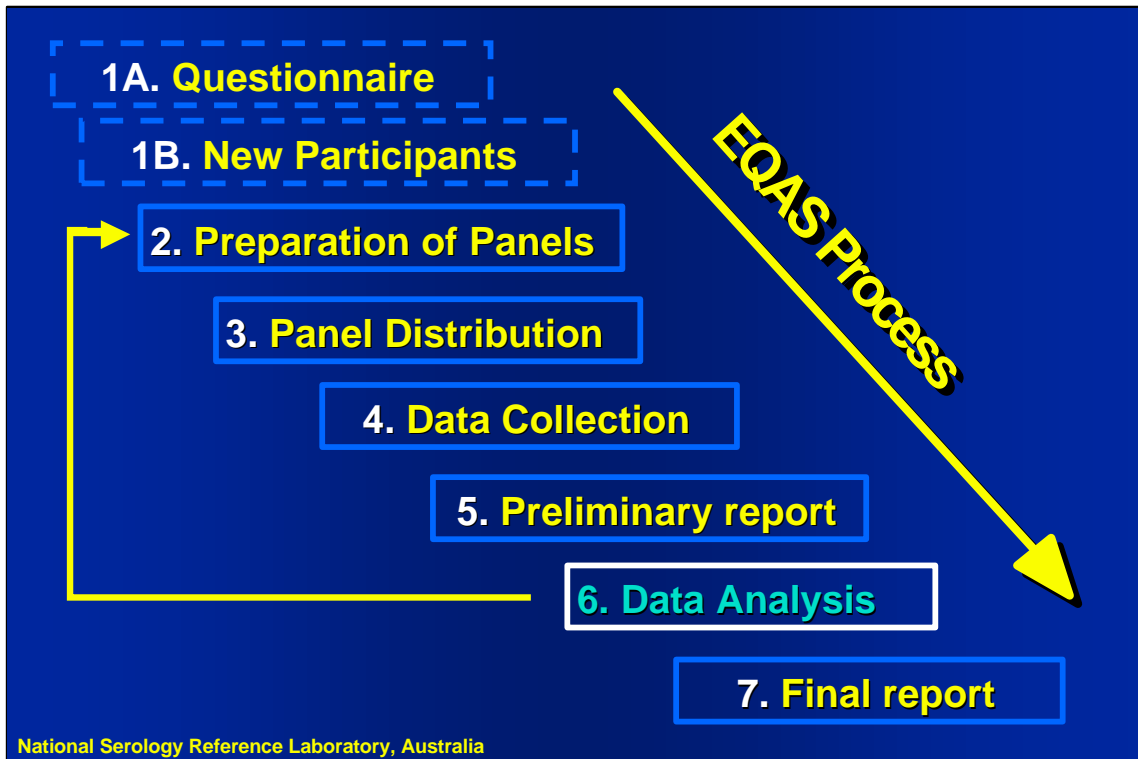 1A. Questionnaire
1B. New Participants
EQAS Process
2. Preparation of Panels
3. Panel Distribution
4. Data Collection
5. Preliminary report
6. Data Analysis
7. Final report
National Serology Reference Laboratory, Australia